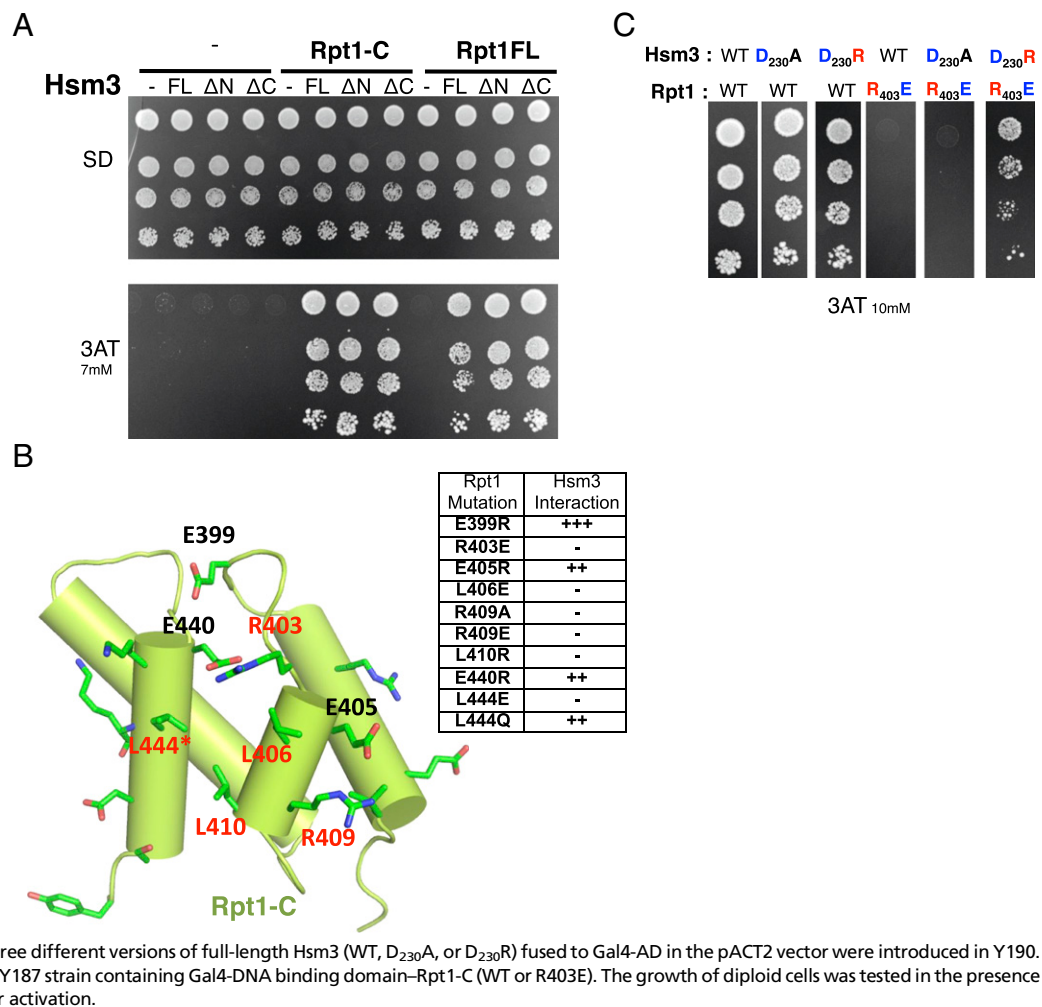 A
-
Rpt1-C
Rpt1FL
Hsm3
- FL ΔN ΔC - FL ΔN ΔC - FL ΔN ΔC
SD
3AT
7mM
C
Hsm3 : WT D230A D230R WT D230A D230R
Rpt1 : WT WT WT R403E R403E R403E
3AT 10mM
B
E399
E440
R403
E405
L444*
L406
L410
R409
Rpt1-C
Rpt1 Mutation Hsm3 Interaction
E399R +++
R403E -
E405R ++
L406E -
R409A -
R409E -
L410R -
E440R ++
L444E -
L444Q ++
ree different versions of full-length Hsm3 (WT, D230A, or D230R) fused to Gal4-AD in the pACT2 vector were introduced in Y190.
Y187 strain containing Gal4-DNA binding domain–Rpt1-C (WT or R403E). The growth of diploid cells was tested in the presence
r activation.